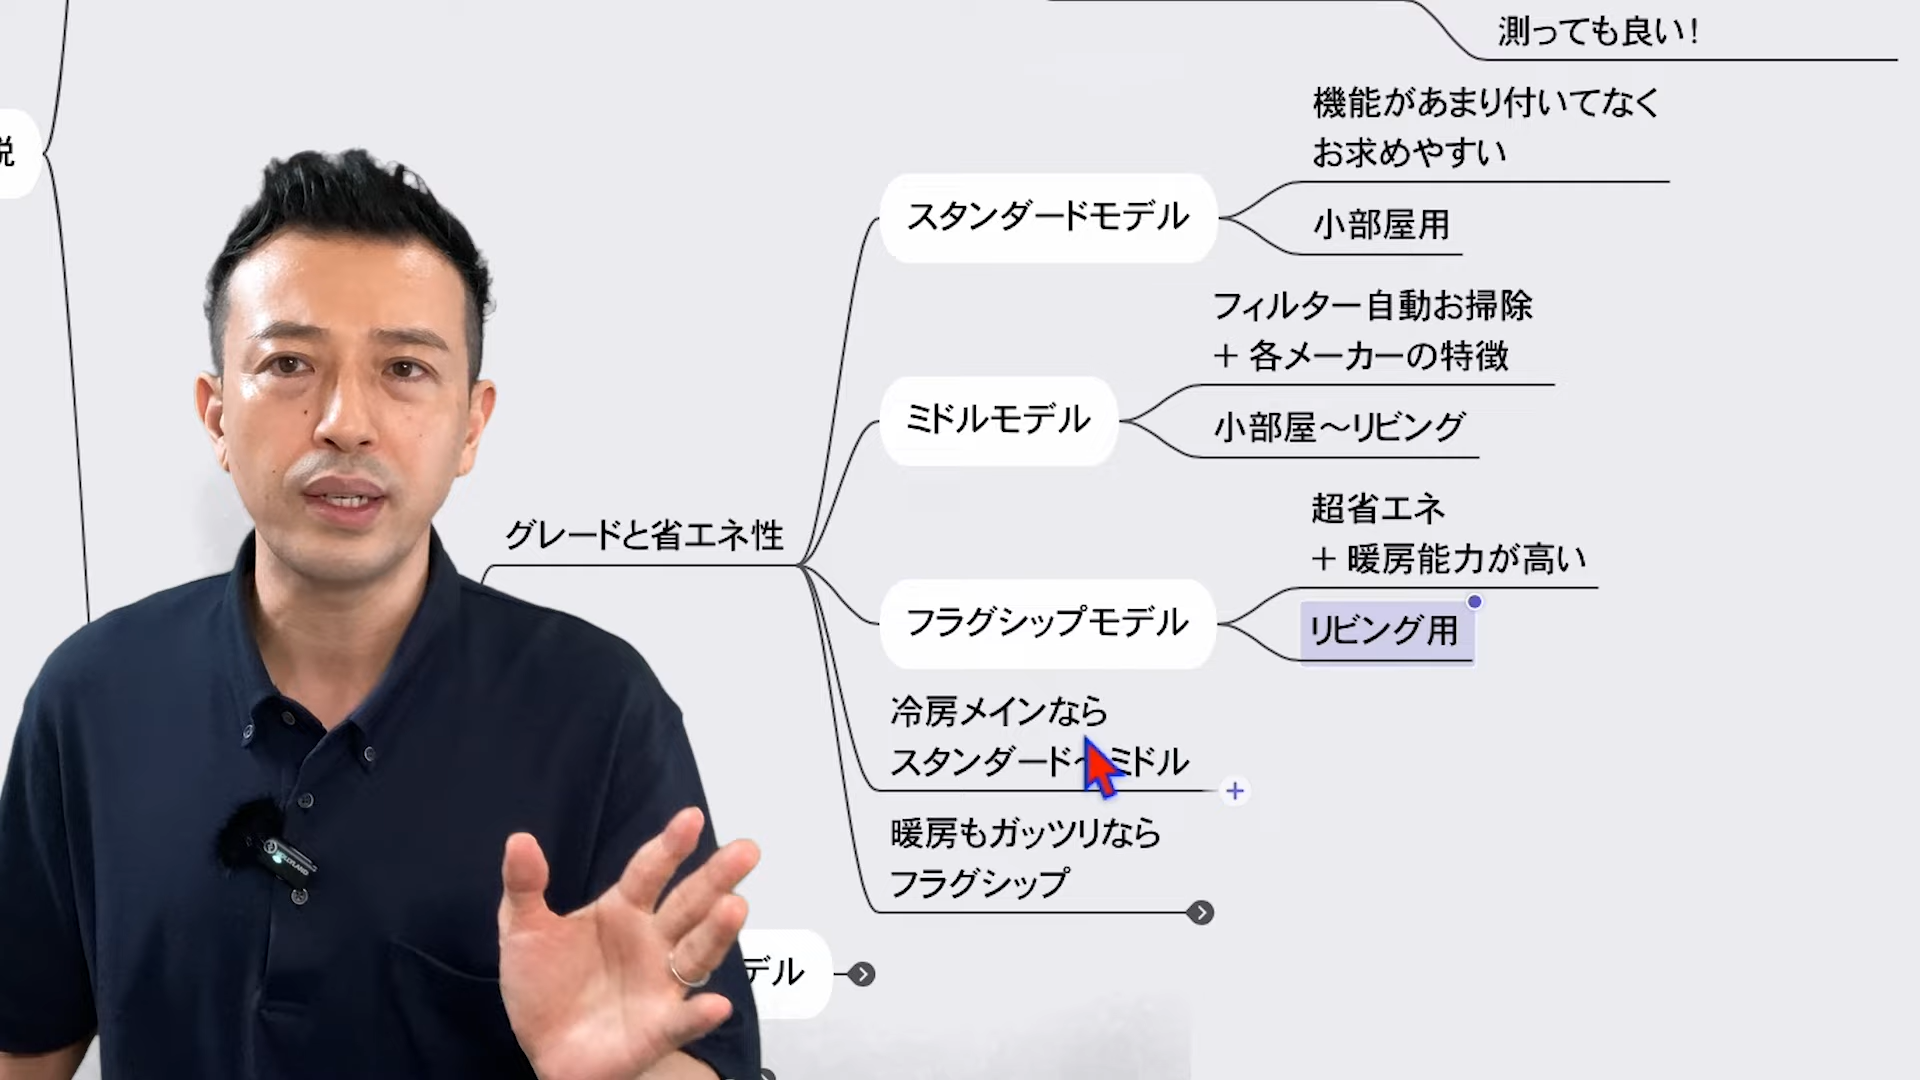 測っても良い！
説
機能があまり付いてなく
お求めやすい
スタンダードモデル
小部屋用
フィルター自動お掃除
＋ 各メーカーの特徴
ミドルモデル
小部屋～リビング
グレードと省エネ性
超省エネ
＋ 暖房能力が高い
フラグシップモデル
リビング用
冷房メインなら
スタンダード～ミドル
暖房もガッツリなら
フラグシップ
デル